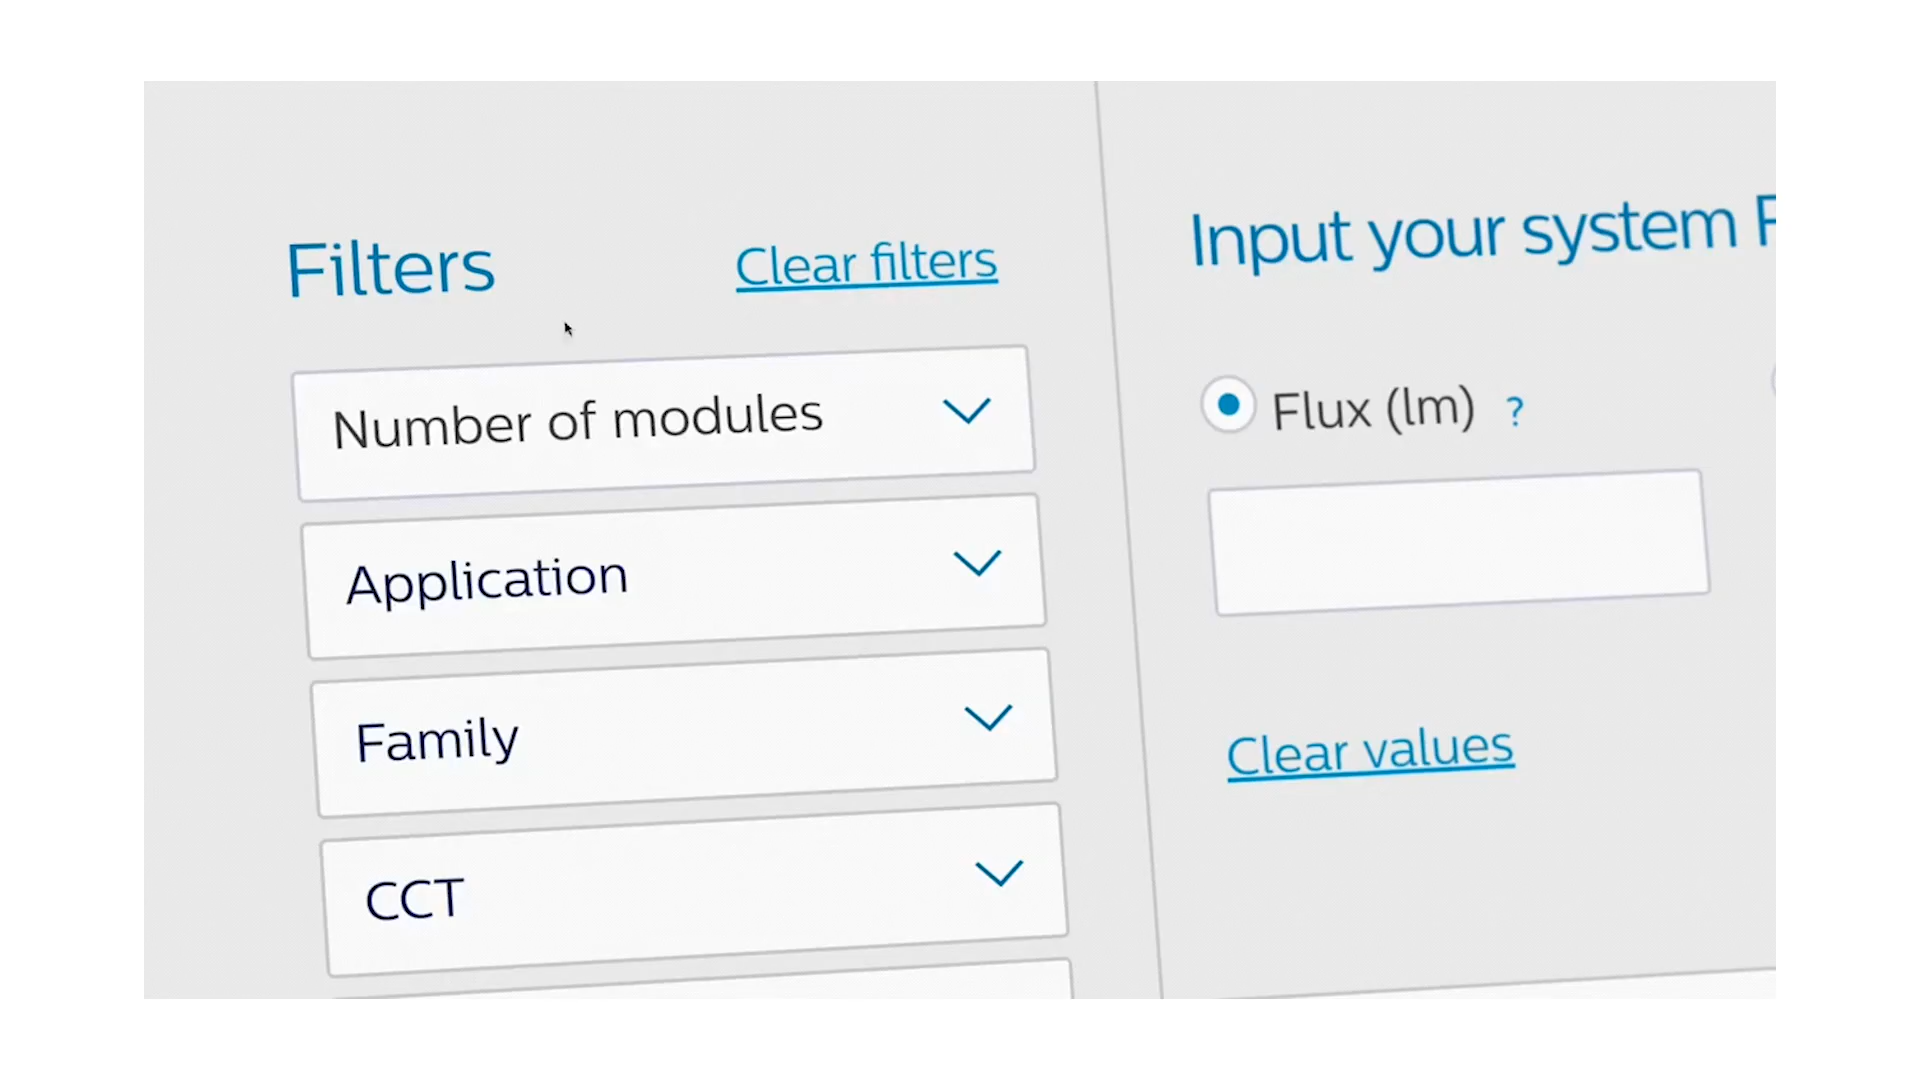 Filters
Clear filters
Number of modules
Application
Family
CCT
Input your system
Flux (lm) ?
Clear values